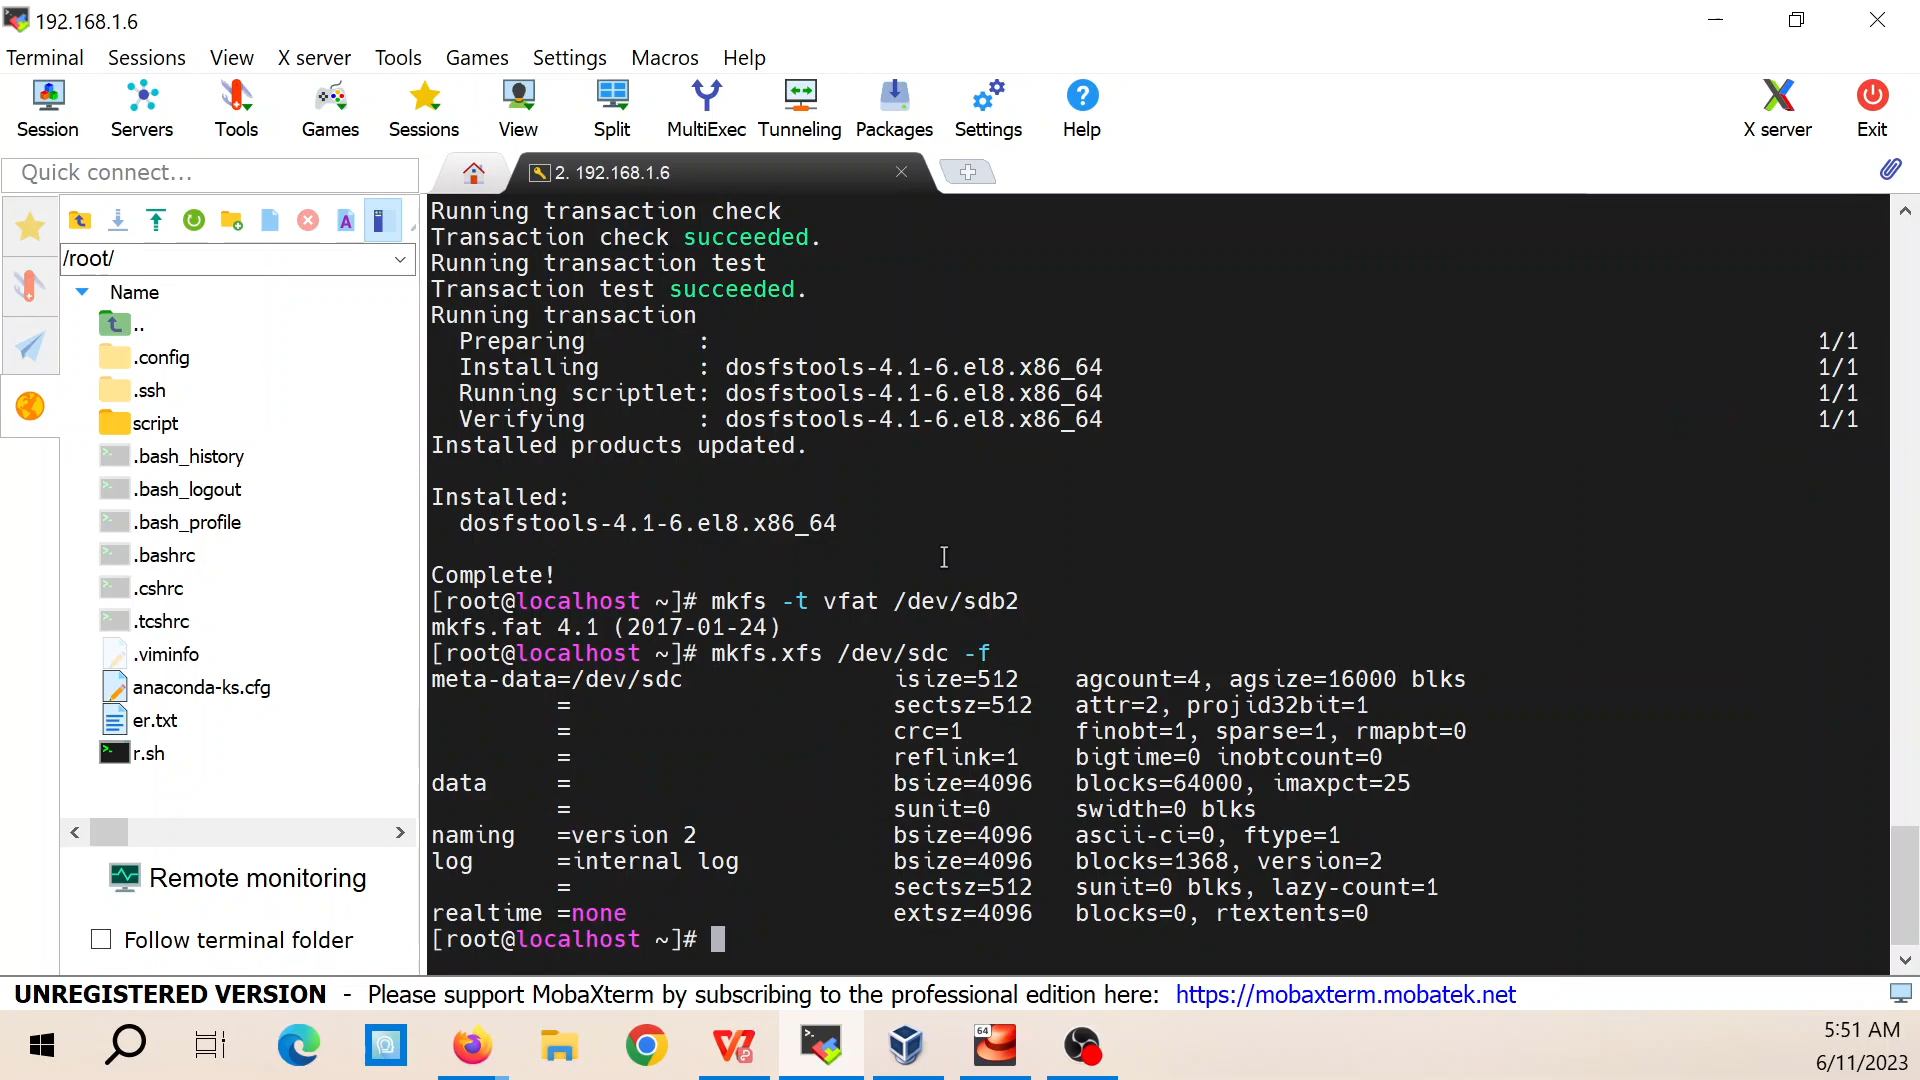 192.168.1.6
Terminal Sessions View X server Tools Games Settings Macros Help
Session Servers Tools Games Sessions View Split MultiExec Tunneling Packages Settings Help X server Exit
Quick connect...
2. 192.168.1.6
/root/
Name
..
.config
.ssh
script
.bash_history
.bash_logout
.bash_profile
.bashrc
.cshrc
.tcshrc
.viminfo
anaconda-ks.cfg
er.txt
r.sh
Remote monitoring
Follow terminal folder
Running transaction check
Transaction check succeeded.
Running transaction test
Transaction test succeeded.
Running transaction
  Preparing        :                                                    1/1
  Installing       : dosfstools-4.1-6.el8.x86_64                        1/1
  Running scriptlet: dosfstools-4.1-6.el8.x86_64                        1/1
  Verifying        : dosfstools-4.1-6.el8.x86_64                        1/1
Installed products updated.
Installed:
  dosfstools-4.1-6.el8.x86_64
Complete!
[root@localhost ~]# mkfs -t vfat /dev/sdb2
mkfs.fat 4.1 (2017-01-24)
[root@localhost ~]# mkfs.xfs /dev/sdc -f
meta-data=/dev/sdc               isize=512    agcount=4, agsize=16000 blks
         =                       sectsz=512   attr=2, projid32bit=1
         =                       crc=1        finobt=1, sparse=1, rmapbt=0
         =                       reflink=1    bigtime=0 inobtcount=0
data     =                       bsize=4096   blocks=64000, imaxpct=25
         =                       sunit=0      swidth=0 blks
naming   =version 2              bsize=4096   ascii-ci=0, ftype=1
log      =internal log           bsize=4096   blocks=1368, version=2
         =                       sectsz=512   sunit=0 blks, lazy-count=1
realtime =none                   extsz=4096   blocks=0, rtextents=0
[root@localhost ~]#
UNREGISTERED VERSION - Please support MobaXterm by subscribing to the professional edition here: https://mobaxterm.mobatek.net
64
5:51 AM
6/11/2023